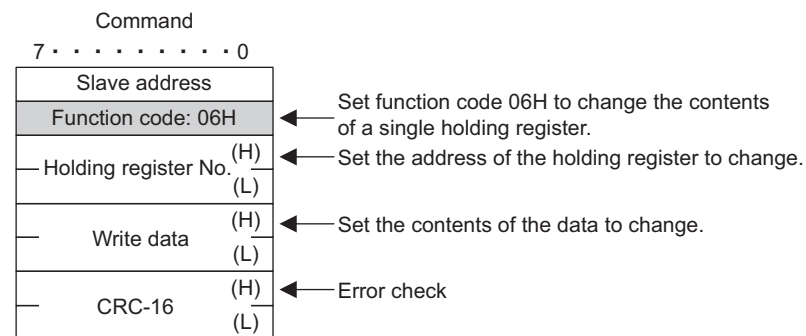 Command
7 · · · · · · · · · 0
Slave address
Function code: 06H
Set function code 06H to change the contents
of a single holding register.
Holding register No. (H)
(L)
Set the address of the holding register to change.
Write data (H)
(L)
Set the contents of the data to change.
CRC-16 (H)
(L)
Error check